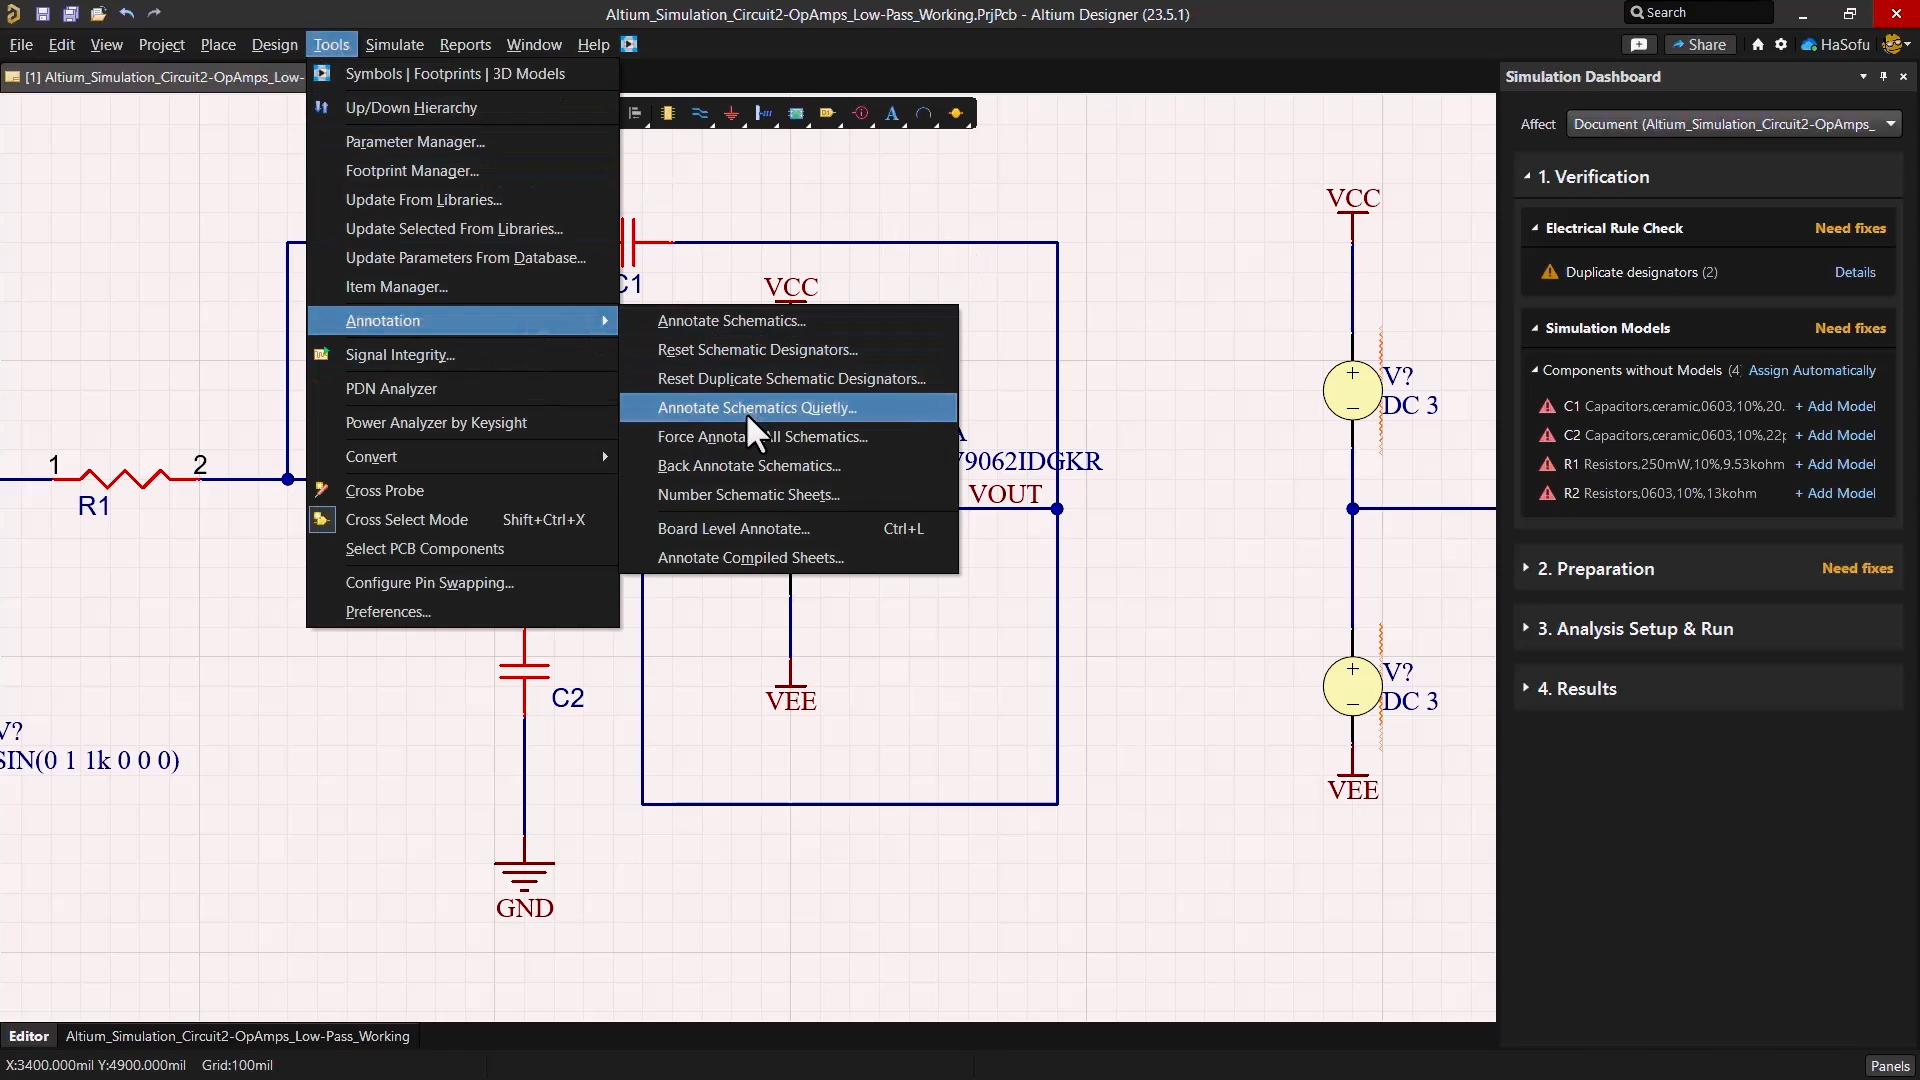 Altium_Simulation_Circuit2-OpAmps_Low-Pass_Working.PrjPcb - Altium Designer (23.5.1)
Search
File Edit View Project Place Design Tools Simulate Reports Window Help
Share
HaSofu
[1] Altium_Simulation_Circuit2-OpAmps_Low-
Symbols | Footprints | 3D Models
Up/Down Hierarchy
Parameter Manager...
Footprint Manager...
Update From Libraries...
Update Selected From Libraries...
Update Parameters From Database...
Item Manager...
Annotation
Signal Integrity...
PDN Analyzer
Power Analyzer by Keysight
Convert
Cross Probe
Cross Select Mode Shift+Ctrl+X
Select PCB Components
Configure Pin Swapping...
Preferences...
Annotate Schematics...
Reset Schematic Designators...
Reset Duplicate Schematic Designators...
Annotate Schematics Quietly...
Back Annotate Schematics...
Number Schematic Sheets...
Board Level Annotate... Ctrl+L
Annotate Compiled Sheets...
1
2
R1
C1
VCC
9062IDGKR
VOUT
VEE
C2
GND
V?
SIN(0 1 1k 0 0 0)
VCC
V?
DC 3
V?
DC 3
VEE
Simulation Dashboard
Affect Document (Altium_Simulation_Circuit2-OpAmps_
1. Verification
Electrical Rule Check Need fixes
Duplicate designators (2) Details
Simulation Models Need fixes
Components without Models (4) Assign Automatically
C1 Capacitors,ceramic,0603,10%,20.. + Add Model
C2 Capacitors,ceramic,0603,10%,22p + Add Model
R1 Resistors,250mW,10%,9.53kohm + Add Model
R2 Resistors,0603,10%,13kohm + Add Model
2. Preparation Need fixes
3. Analysis Setup & Run
4. Results
Editor Altium_Simulation_Circuit2-OpAmps_Low-Pass_Working
X:3400.000mil Y:4900.000mil Grid:100mil
Panels